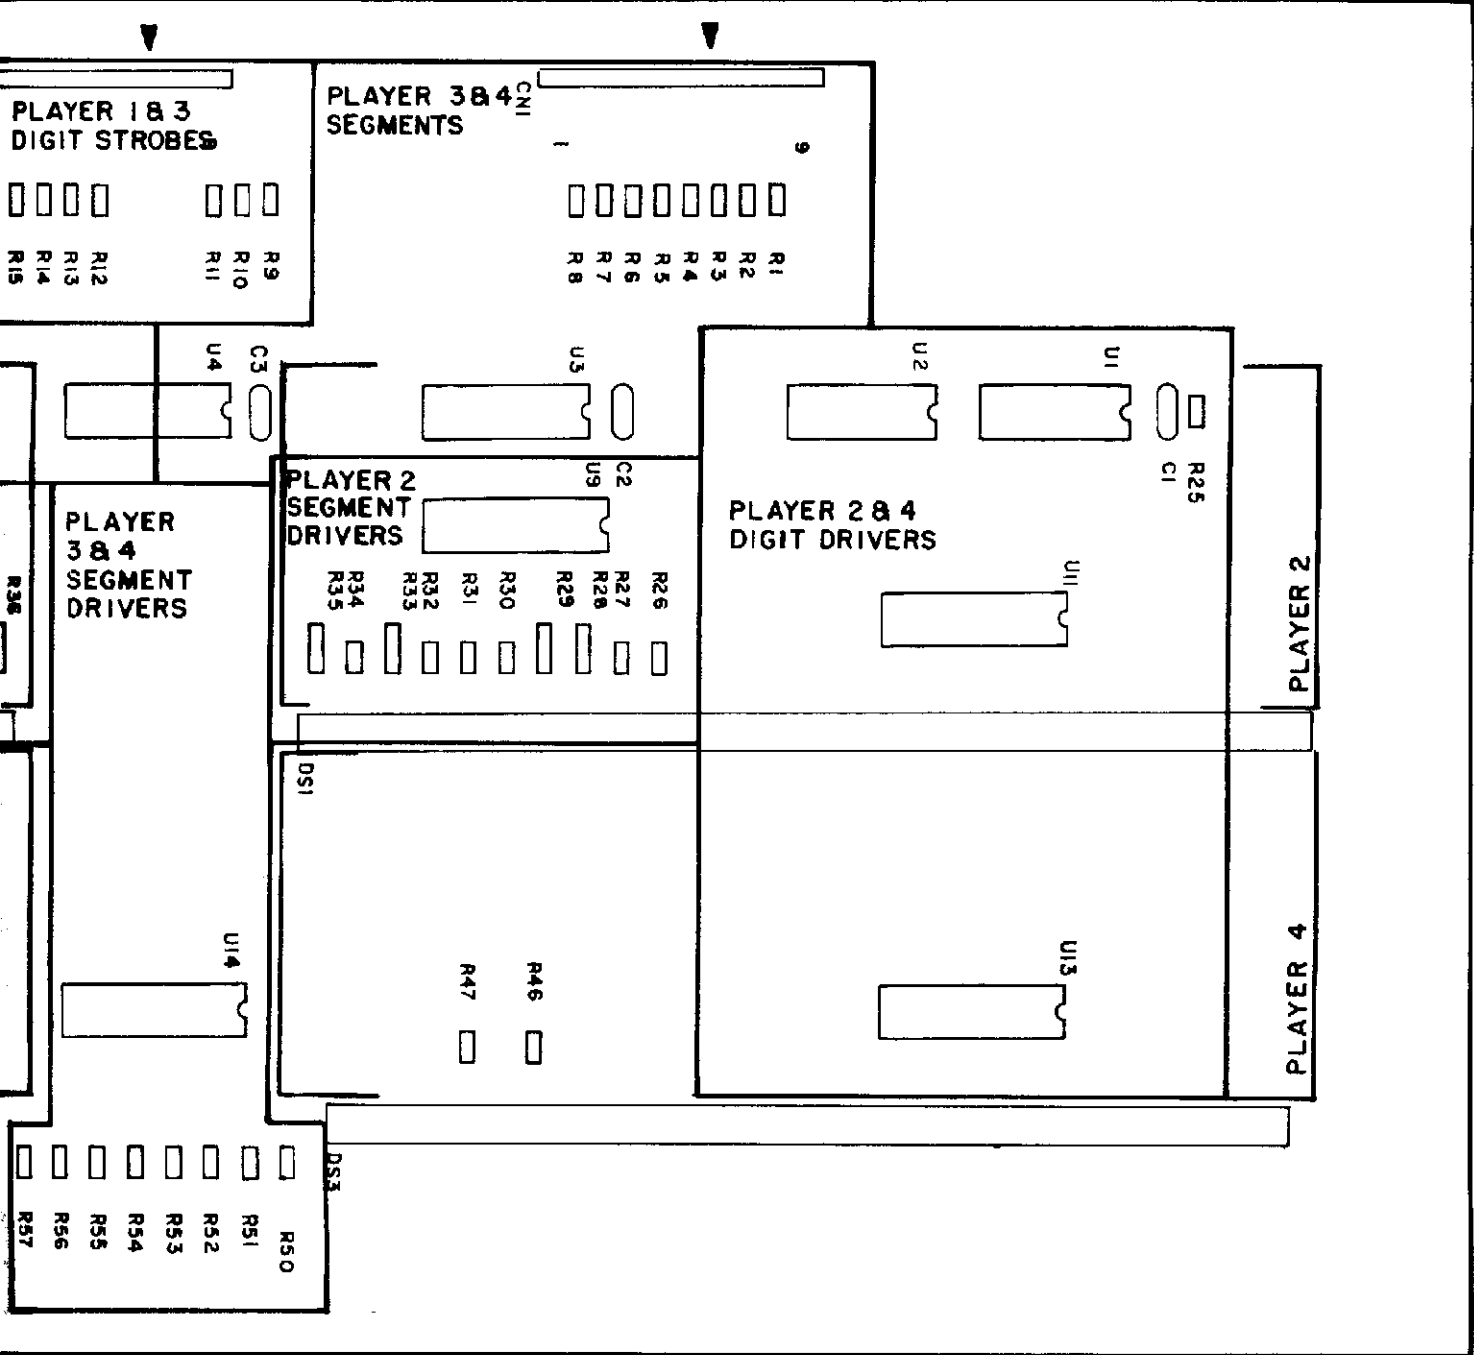 PLAYER 1 & 3
DIGIT STROBES
PLAYER 3 & 4
SEGMENTS
CN1
1
9
R15
R14
R13
R12
R11
R10
R9
R8
R7
R6
R5
R4
R3
R2
R1
U4
C3
U3
U2
U1
PLAYER 2
SEGMENT
DRIVERS
U9
C2
C1
R25
PLAYER
3 & 4
SEGMENT
DRIVERS
PLAYER 2 & 4
DIGIT DRIVERS
R36
R35
R34
R33
R32
R31
R30
R29
R28
R27
R26
U11
PLAYER 2
DS1
U14
R47
R46
U13
PLAYER 4
DS3
R57
R56
R55
R54
R53
R52
R51
R50